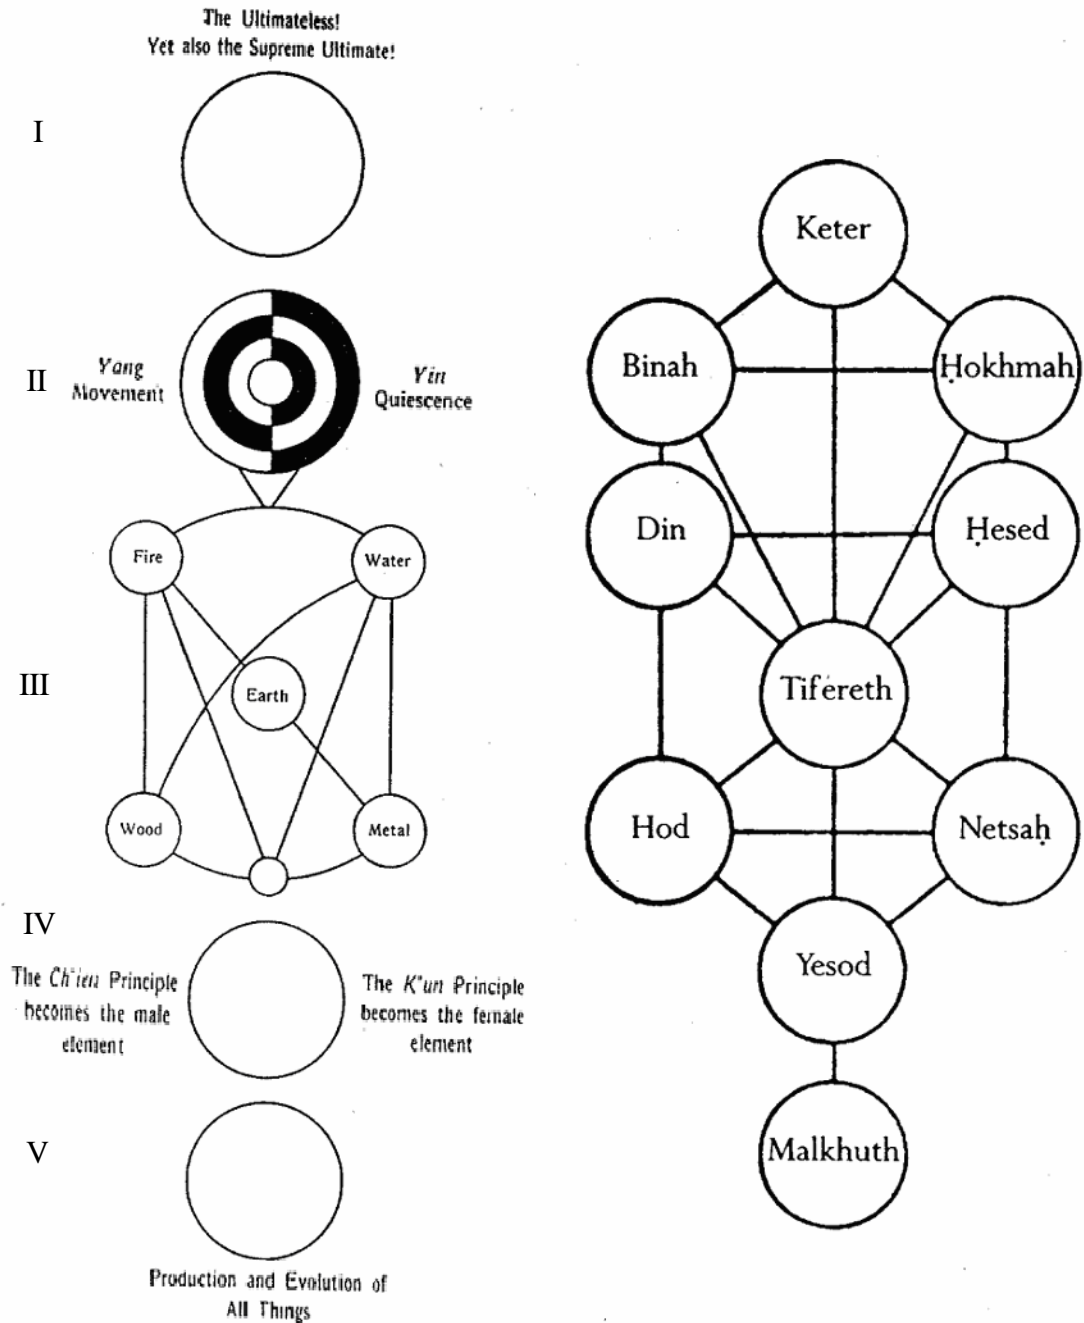 The Ultimateless!
Yet also the Supreme Ultimate!
I
II
Yang
Movement
Yin
Quiescence
Fire
Water
III
Earth
Wood
Metal
IV
The Ch'ien Principle
becomes the male
element
The K'un Principle
becomes the female
element
V
Production and Evolution of
All Things
Keter
Binah
Ḥokhmah
Din
Ḥesed
Tifereth
Hod
Netsaḥ
Yesod
Malkhuth